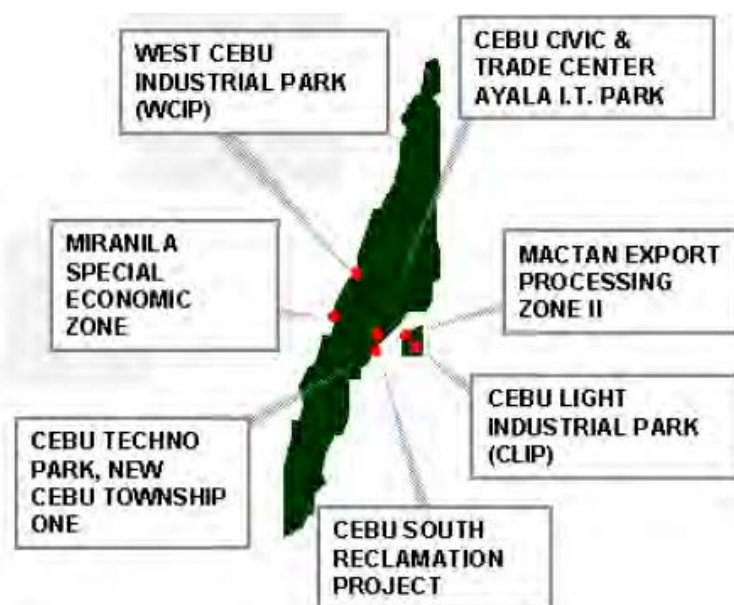 WEST CEBU
INDUSTRIAL PARK
(WCIP)
CEBU CIVIC &
TRADE CENTER
AYALA I.T. PARK
MIRANILA
SPECIAL
ECONOMIC
ZONE
MACTAN EXPORT
PROCESSING
ZONE II
CEBU LIGHT
INDUSTRIAL PARK
(CLIP)
CEBU TECHNO
PARK, NEW
CEBU TOWNSHIP
ONE
CEBU SOUTH
RECLAMATION
PROJECT